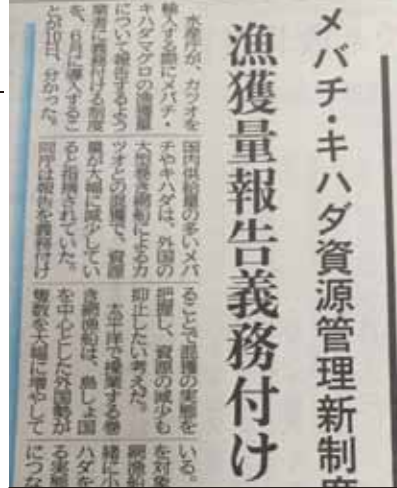 メバチ・キハダ資源管理新制度
漁獲量報告義務付け
水産庁が、カツオを
輸入する際にメバチ・
キハダマグロの漁獲量
について報告するよう
業者に義務付ける制度
を、6月に導入するこ
とが10日、分かった。
国内供給量の多いメバ
チやキハダは、外国の
大型巻き網船によるカ
ツオとの混獲で、資源
量が大幅に減少してい
ると指摘されていた。
同庁は報告を義務付け
ることで混獲の実態を
把握し、資源の減少も
抑止したい考えだ。
太平洋で操業する巻
き網漁船は、島しょ国
を中心とした外国勢が
隻数を大幅に増やして
いる。
を対象
網漁船
緒に小
ハダを
る実態
につな